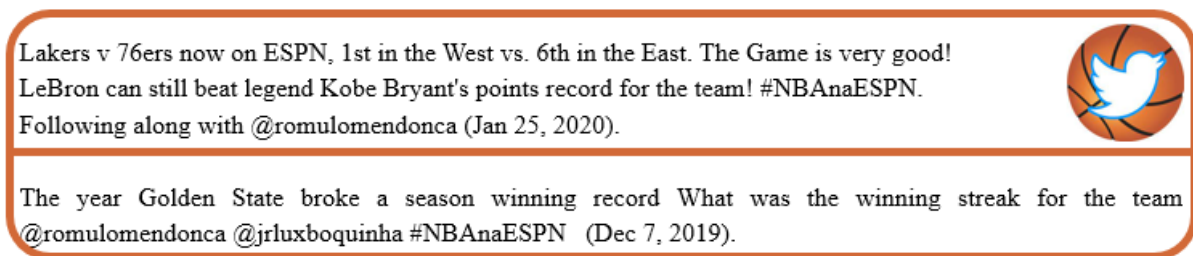 Lakers v 76ers now on ESPN, 1st in the West vs. 6th in the East. The Game is very good!
LeBron can still beat legend Kobe Bryant's points record for the team! #NBAnaESPN.
Following along with @romulomendonca (Jan 25, 2020).
The year Golden State broke a season winning record What was the winning streak for the team
@romulomendonca @jrluxboquinha #NBAnaESPN (Dec 7, 2019).